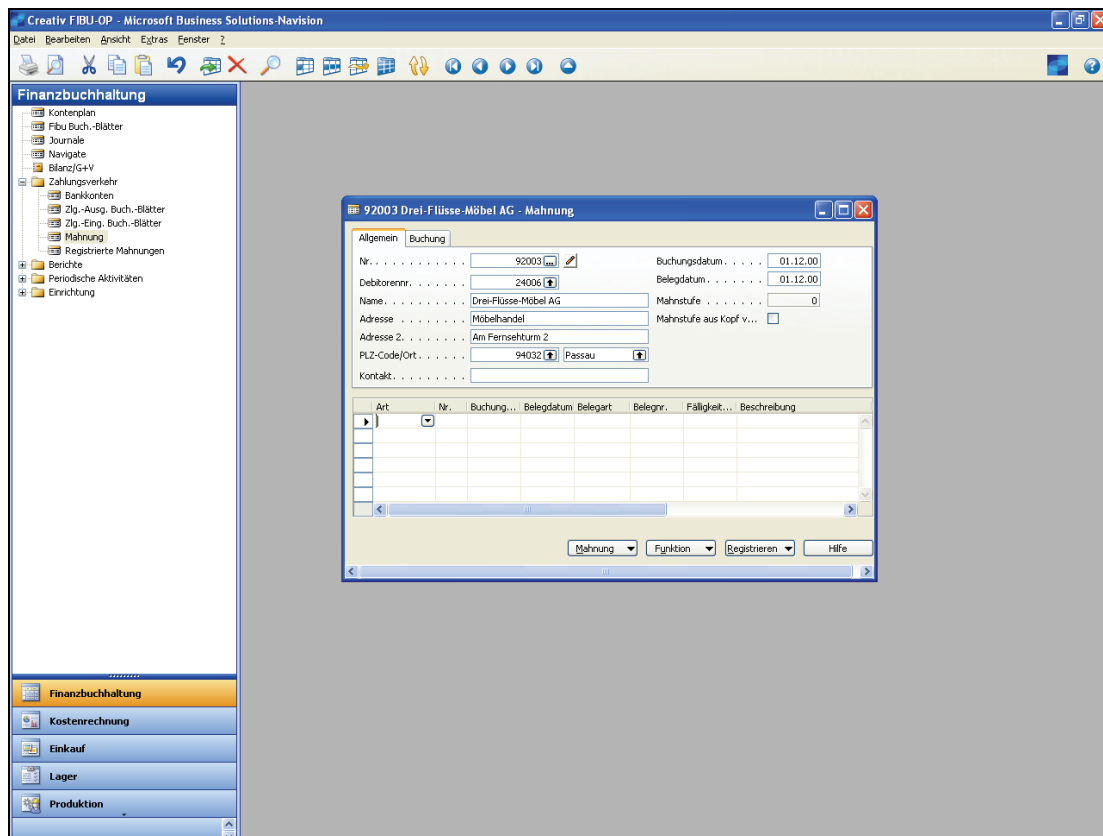 Creativ FIBU-OP - Microsoft Business Solutions-Navision
Datei Bearbeiten Ansicht Extras Fenster ?
Finanzbuchhaltung
Kontenplan
Fibu Buch.-Blätter
Journale
Navigate
Bilanz/G+V
Zahlungsverkehr
Bankkonten
Zlg.-Ausg. Buch.-Blätter
Zlg.-Eing. Buch.-Blätter
Mahnung
Registrierte Mahnungen
Berichte
Periodische Aktivitäten
Einrichtung
92003 Drei-Flüsse-Möbel AG - Mahnung
Allgemein Buchung
Nr. . . . . . . . . . . . 92003 ... Buchungsdatum . . . . . 01.12.00
Debitorennr. . . . . . . 24006 Belegdatum . . . . . . . 01.12.00
Name . . . . . . . . . . Drei-Flüsse-Möbel AG Mahnstufe . . . . . . . 0
Adresse . . . . . . . . Möbelhandel Mahnstufe aus Kopf v...
Adresse 2. . . . . . . . Am Fernsehturm 2
PLZ-Code/Ort . . . . . . 94032 Passau
Kontakt. . . . . . . . .
Art Nr. Buchung... Belegdatum Belegart Belegnr. Fälligkeit... Beschreibung
Mahnung Funktion Registrieren Hilfe
Finanzbuchhaltung
Kostenrechnung
Einkauf
Lager
Produktion